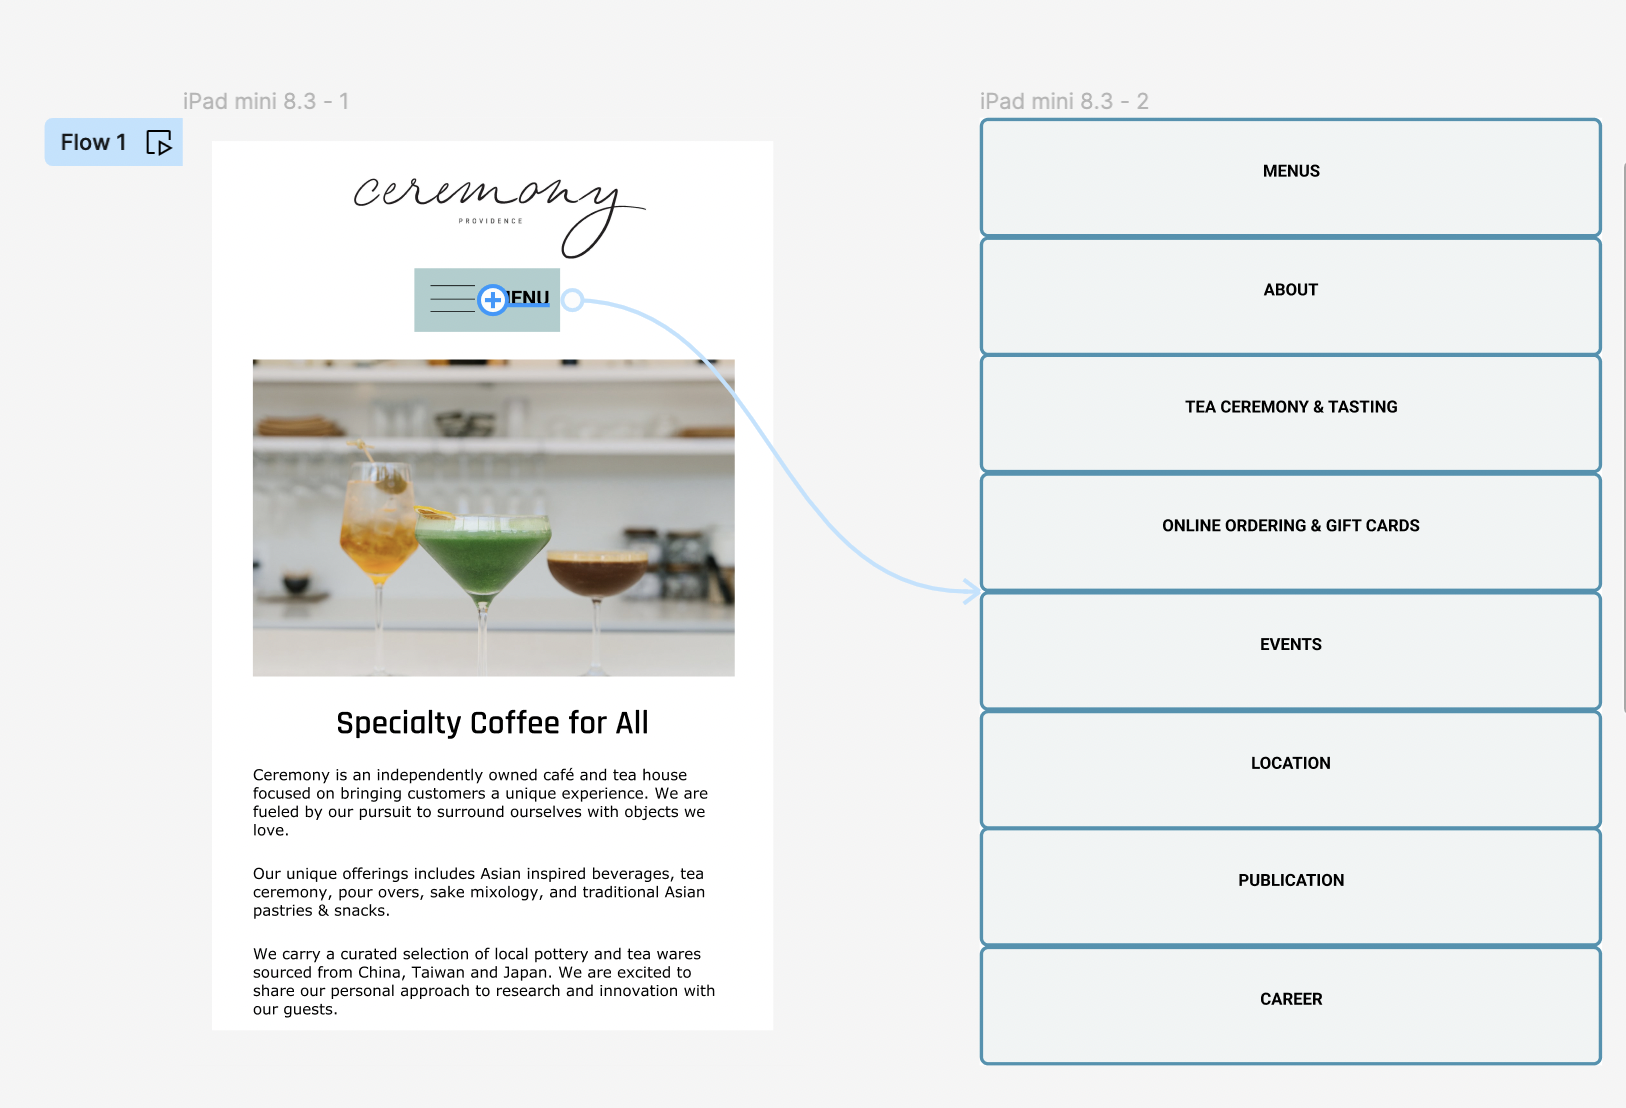 iPad mini 8.3 - 1
Flow 1
ceremony
PROVIDENCE
MENU
Specialty Coffee for All
Ceremony is an independently owned café and tea house
focused on bringing customers a unique experience. We are
fueled by our pursuit to surround ourselves with objects we
love.
Our unique offerings includes Asian inspired beverages, tea
ceremony, pour overs, sake mixology, and traditional Asian
pastries & snacks.
We carry a curated selection of local pottery and tea wares
sourced from China, Taiwan and Japan. We are excited to
share our personal approach to research and innovation with
our guests.
iPad mini 8.3 - 2
MENUS
ABOUT
TEA CEREMONY & TASTING
ONLINE ORDERING & GIFT CARDS
EVENTS
LOCATION
PUBLICATION
CAREER